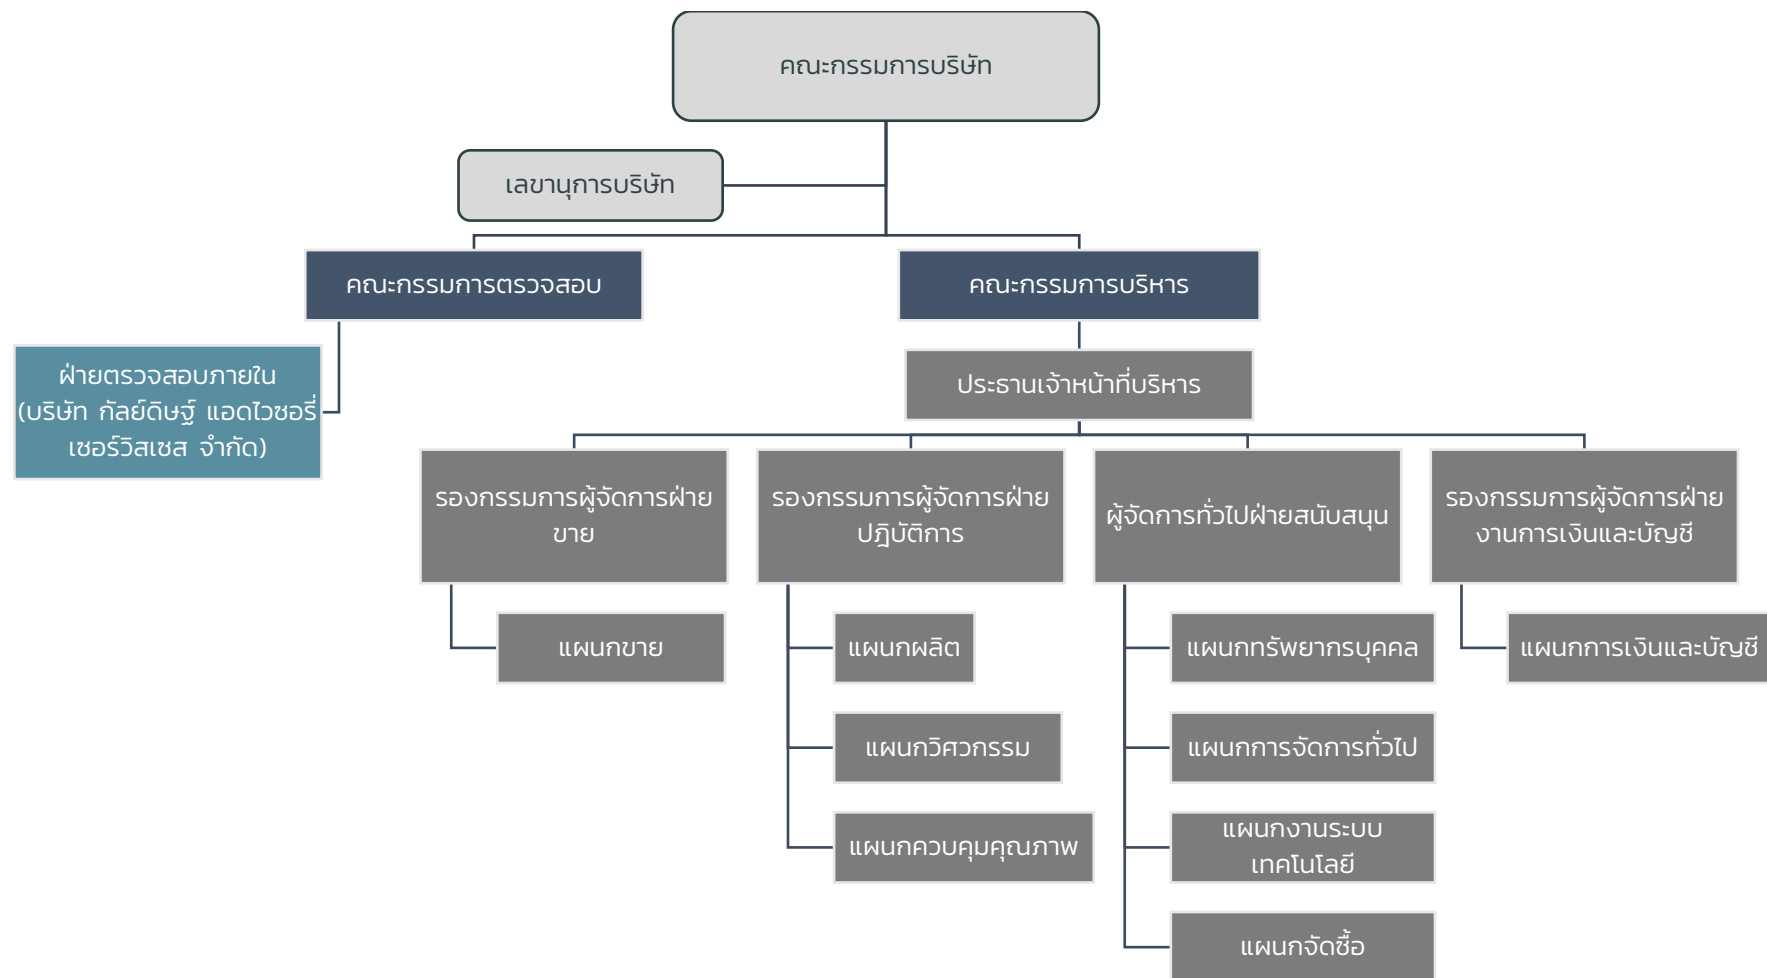 คณะกรรมการบริษัท
เลขานุการบริษัท
คณะกรรมการตรวจสอบ
คณะกรรมการบริหาร
ฝ่ายตรวจสอบภายใน
(บริษัท กัลย์ดิษฐ์ แอดไวซอรี่
เซอร์วิสเซส จำกัด)
ประธานเจ้าหน้าที่บริหาร
รองกรรมการผู้จัดการฝ่าย
ขาย
รองกรรมการผู้จัดการฝ่าย
ปฎิบัติการ
ผู้จัดการทั่วไปฝ่ายสนับสนุน
รองกรรมการผู้จัดการฝ่าย
งานการเงินและบัญชี
แผนกขาย
แผนกผลิต
แผนกทรัพยากรบุคคล
แผนกการเงินและบัญชี
แผนกวิศวกรรม
แผนกการจัดการทั่วไป
แผนกควบคุมคุณภาพ
แผนกงานระบบ
เทคโนโลยี
แผนกจัดซื้อ